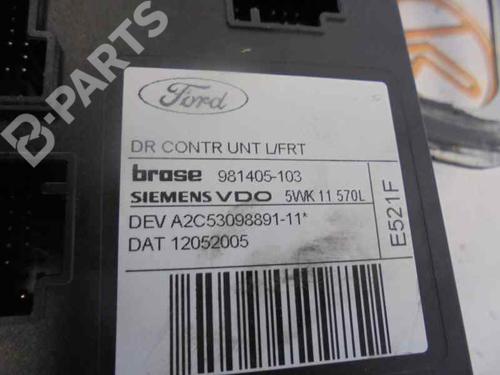 Ford
DR CONTR UNT L/FRT
brose 981405-103
SIEMENS VDO 5WK 11 570L
DEV A2C53098891-11*
DAT 12052005
E521F
B-PARTS